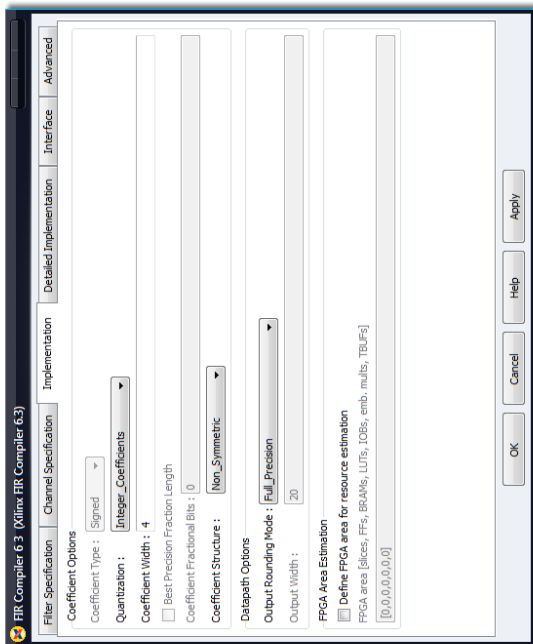 FIR Compiler 6 3 (Xilinx FIR Compiler 6.3)
Filter Specification Channel Specification Implementation Detailed Implementation Interface Advanced
Coefficient Options
Coefficient Type : Signed
Quantization : Integer_Coefficients
Coefficient Width : 4
Best Precision Fraction Length
Coefficient Fractional Bits : 0
Coefficient Structure : Non_Symmetric
Datapath Options
Output Rounding Mode : Full_Precision
Output Width : 20
FPGA Area Estimation
Define FPGA area for resource estimation
FPGA area [slices, FFs, BRAMs, LUTs, IOBs, emb. mults, TBUFs]
[0,0,0,0,0,0,0]
OK Cancel Help Apply